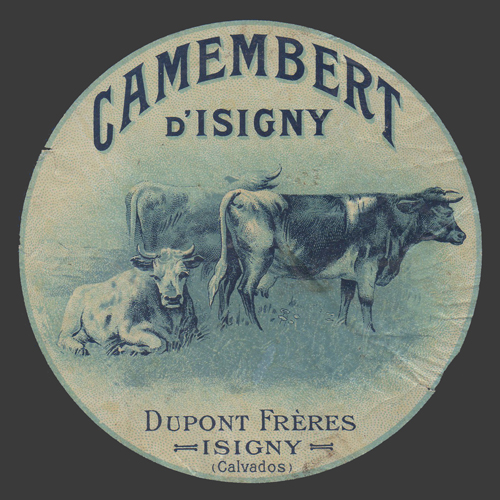 CAMEMBERT
D'ISIGNY
DUPONT FRÈRES
ISIGNY
(Calvados)